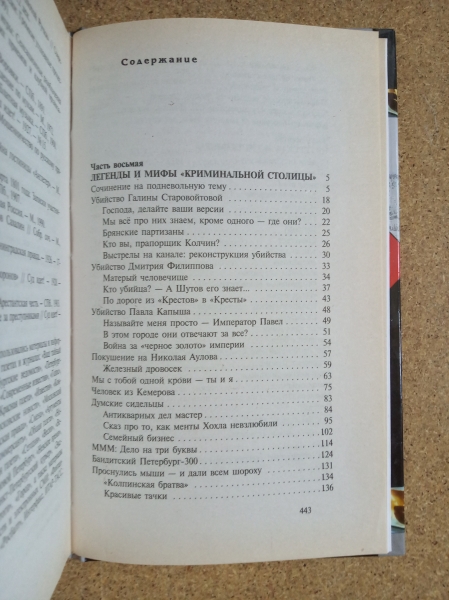 Содержание
Часть восьмая
ЛЕГЕНДЫ И МИФЫ «КРИМИНАЛЬНОЙ СТОЛИЦЫ» 5
Сочинение на подневольную тему 5
Убийство Галины Старовойтовой 18
Господа, делайте ваши версии 20
Мы всё про них знаем, кроме одного — где они? 22
Брянские партизаны 25
Кто вы, прапорщик Колчин? 26
Выстрелы на канале: реконструкция убийства 30
Убийство Дмитрия Филиппова 33
Матерый человечище 34
Кто убийца? — А Шутов его знает... 37
По дороге из «Крестов» в «Кресты» 43
Убийство Павла Капыша 48
Называйте меня просто — Император Павел 49
В этом городе они отвечают за все? 51
Война за "черное золото" империи 54
Покушение на Николая Аулова 57
Железный дровосек 59
Мы с тобой одной крови — ты и я 63
Человек из Кемерова 75
Думские сидельцы 83
Антикварных дел мастер 84
Сказ про то, как менты Хохла невзлюбили 95
Семейный бизнес 102
МММ: Дело на три буквы 114
Бандитский Петербург-300 124
Проснулись мыши — и дали всем шороху 131
«Колпинская братва» 134
Красивые тачки 136
443